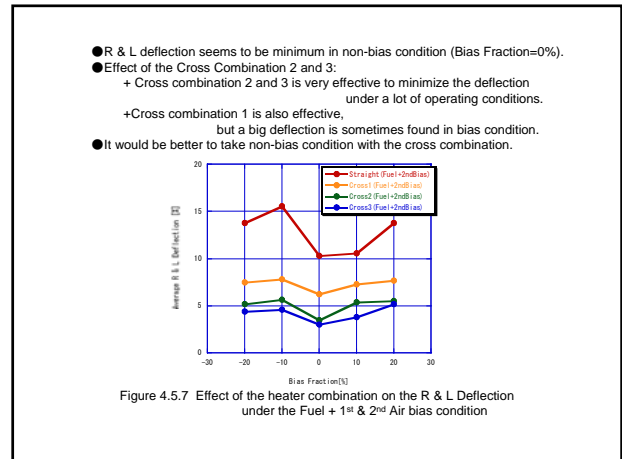 ●R & L deflection seems to be minimum in non-bias condition (Bias Fraction=0%).
●Effect of the Cross Combination 2 and 3:
+ Cross combination 2 and 3 is very effective to minimize the deflection
under a lot of operating conditions.
+Cross combination 1 is also effective,
but a big deflection is sometimes found in bias condition.
●It would be better to take non-bias condition with the cross combination.
20
15
10
5
0
Average R & L Deflection [%]
Straight(Fuel+2ndBias)
Cross1(Fuel+2ndBias)
Cross2(Fuel+2ndBias)
Cross3(Fuel+2ndBias)
-30 -20 -10 0 10 20 30
Bias Fraction[%]
Figure 4.5.7 Effect of the heater combination on the R & L Deflection
under the Fuel + 1st & 2nd Air bias condition